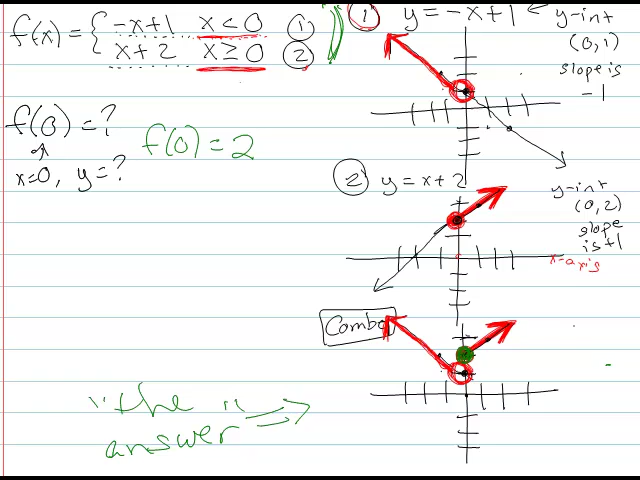 f(x) = { -x+1 x < 0 ①
x+2 x ≥ 0 ②
f(0) = ?
x=0, y=?
f(0) = 2
① y = -x+1 ← y-int
(0,1)
slope is
-1
② y = x+2
y-int
(0,2)
slope
is +1
x-axis
Combo
"the"
answer